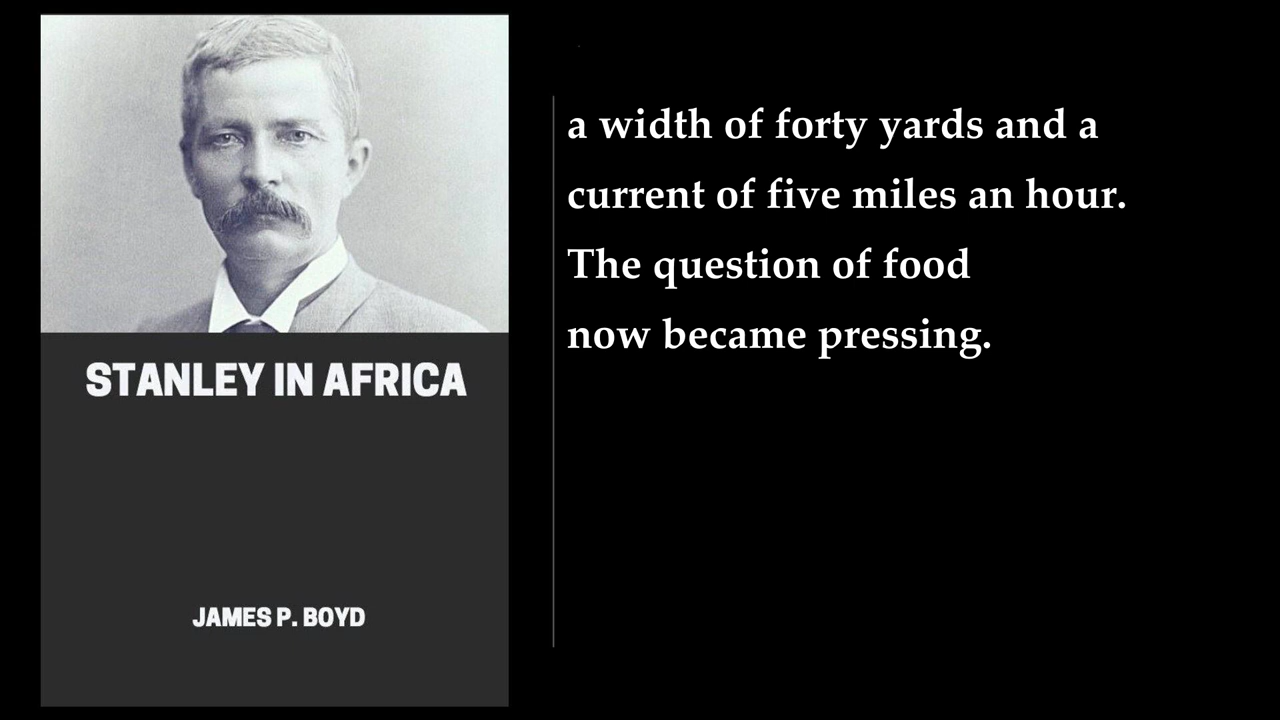 STANLEY IN AFRICA
JAMES P. BOYD
a width of forty yards and a
current of five miles an hour.
The question of food
now became pressing.